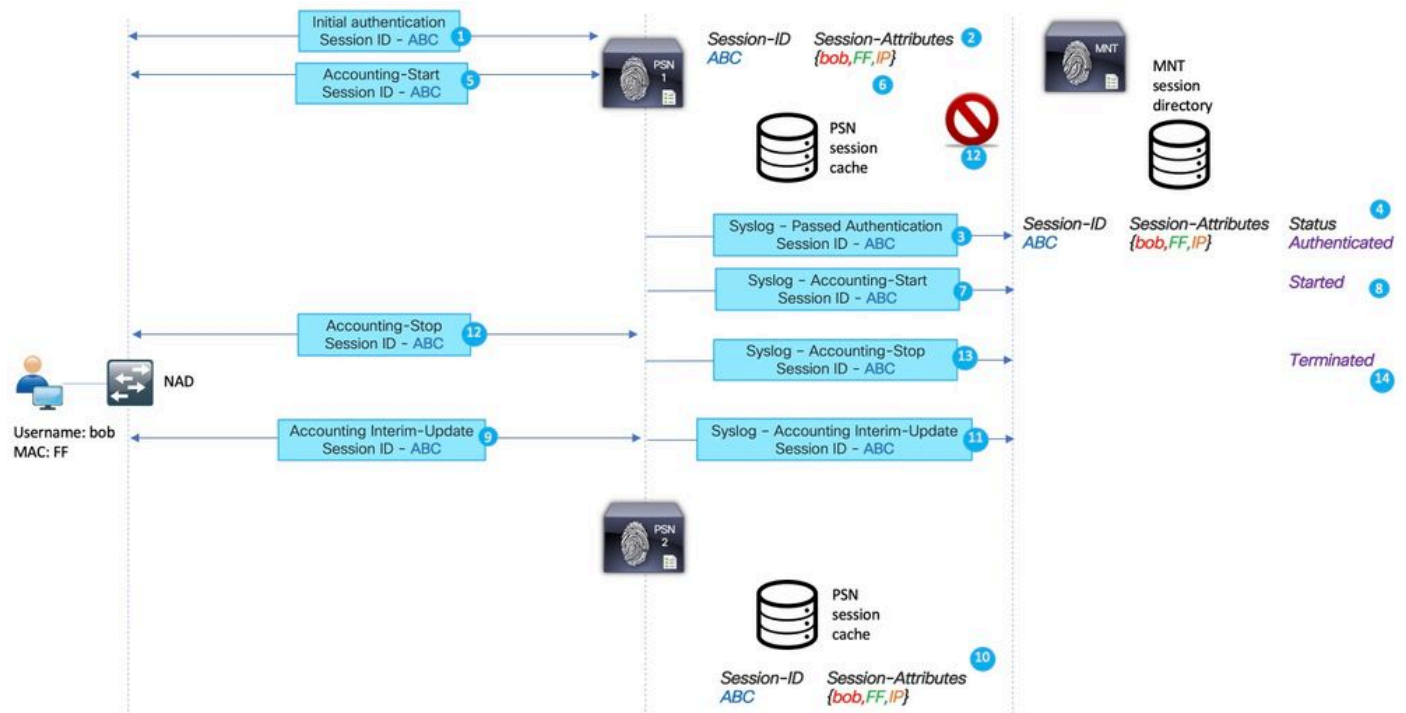 Initial authentication
Session ID - ABC
1
Accounting-Start
Session ID - ABC
5
PSN
1
Session-ID Session-Attributes 2
ABC {bob,FF,IP}
6
PSN
session
cache
12
MNT
MNT
session
directory
Syslog – Passed Authentication
Session ID - ABC
3
Session-ID Session-Attributes Status
ABC {bob,FF,IP} Authenticated
4
Syslog – Accounting-Start
Session ID - ABC
7
Started 8
Accounting-Stop
Session ID - ABC
12
Syslog – Accounting-Stop
Session ID - ABC
13
Terminated
14
NAD
Username: bob
MAC: FF
Accounting Interim-Update
Session ID - ABC
9
Syslog – Accounting Interim-Update
Session ID - ABC
11
PSN
2
PSN
session
cache
10
Session-ID Session-Attributes
ABC {bob,FF,IP}